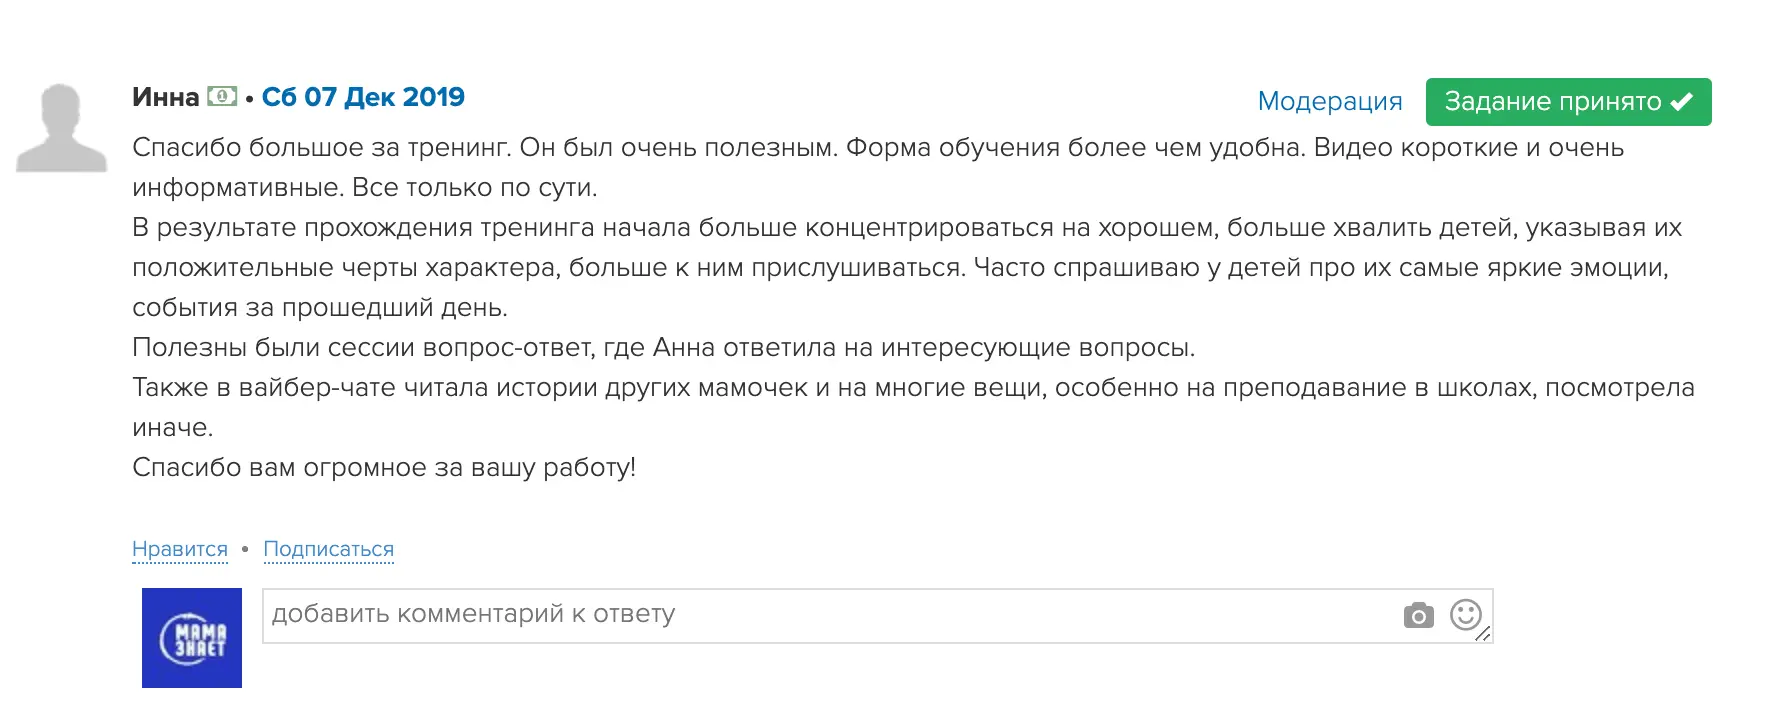 Инна • Сб 07 Дек 2019
Модерация
Задание принято
Спасибо большое за тренинг. Он был очень полезным. Форма обучения более чем удобна. Видео короткие и очень
информативные. Все только по сути.
В результате прохождения тренинга начала больше концентрироваться на хорошем, больше хвалить детей, указывая их
положительные черты характера, больше к ним прислушиваться. Часто спрашиваю у детей про их самые яркие эмоции,
события за прошедший день.
Полезны были сессии вопрос-ответ, где Анна ответила на интересующие вопросы.
Также в вайбер-чате читала истории других мамочек и на многие вещи, особенно на преподавание в школах, посмотрела
иначе.
Спасибо вам огромное за вашу работу!
Нравится • Подписаться
МАМА
ЗНАЕТ
добавить комментарий к ответу